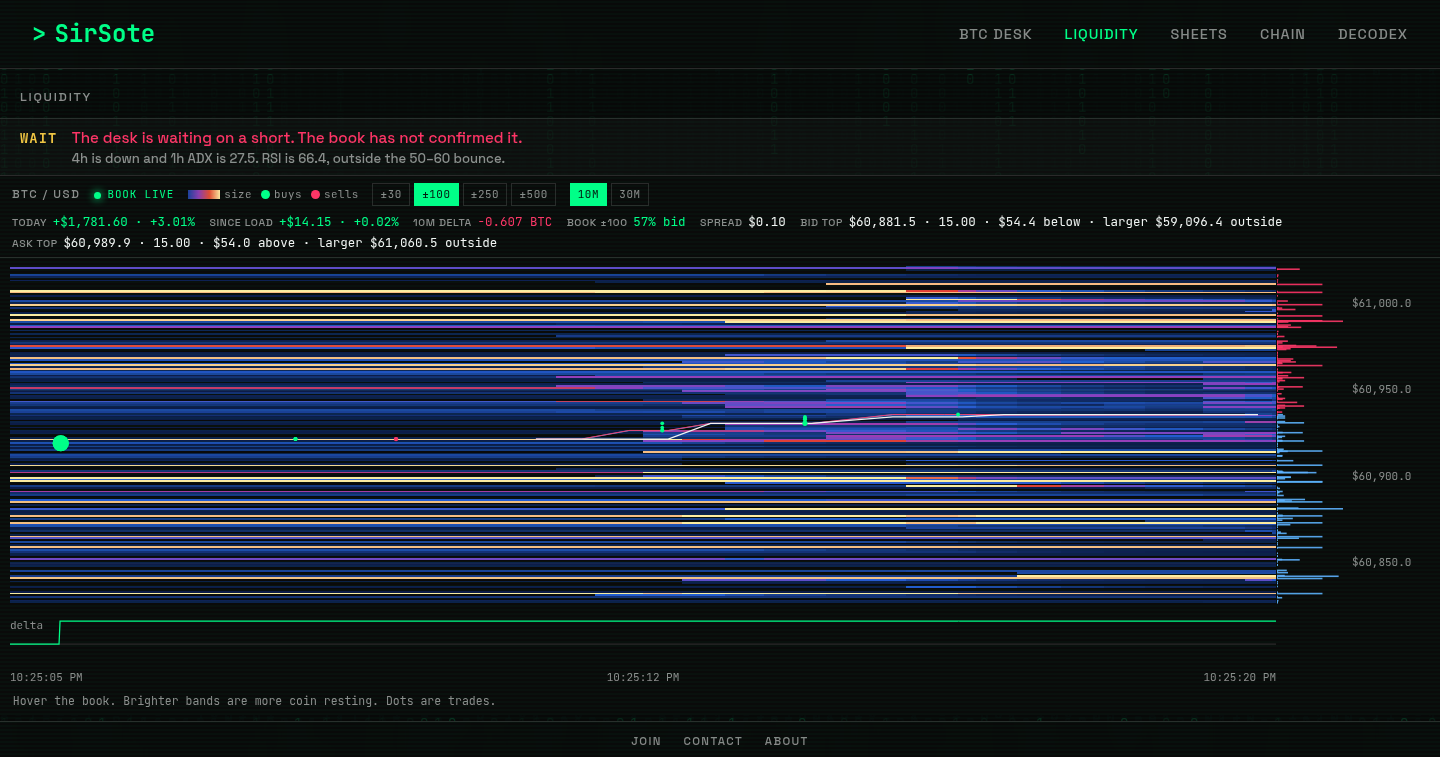 > SirSote
BTC DESK LIQUIDITY SHEETS CHAIN DECODEX
LIQUIDITY
WAIT The desk is waiting on a short. The book has not confirmed it.
4h is down and 1h ADX is 27.5. RSI is 66.4, outside the 50–60 bounce.
BTC / USD BOOK LIVE size buys sells ±30 ±100 ±250 ±500 10M 30M
TODAY +$1,781.60 · +3.01% SINCE LOAD +$14.15 · +0.02% 10M DELTA -0.607 BTC BOOK ±100 57% bid SPREAD $0.10 BID TOP $60,881.5 · 15.00 · $54.4 below · larger $59,096.4 outside
ASK TOP $60,989.9 · 15.00 · $54.0 above · larger $61,060.5 outside
$61,000.0
$60,950.0
$60,900.0
$60,850.0
delta
10:25:05 PM 10:25:12 PM 10:25:20 PM
Hover the book. Brighter bands are more coin resting. Dots are trades.
JOIN CONTACT ABOUT